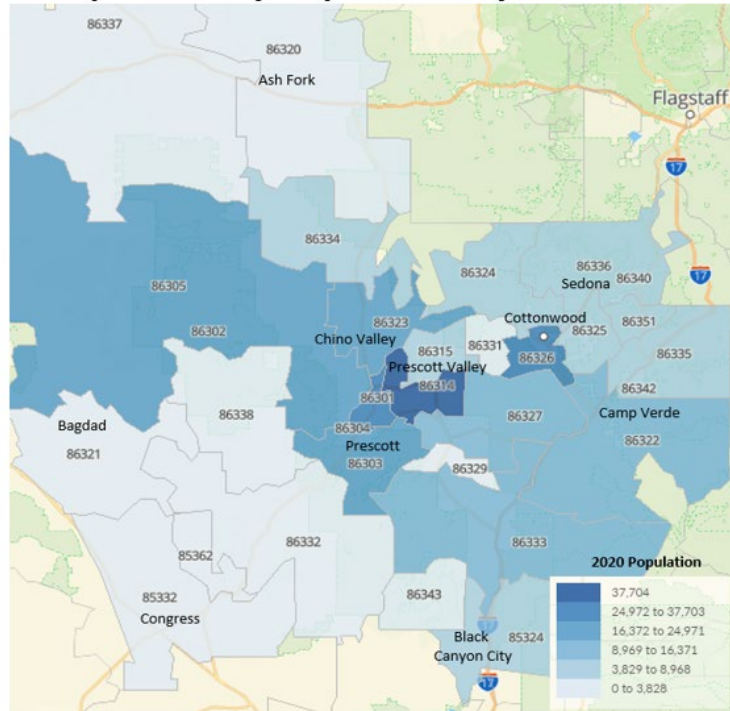 86337
86320
Ash Fork
Flagstaff
17
86334
86324
86336
86340
Sedona
17
86305
86323
Cottonwood
86302
Chino Valley
86325
86351
86315
86331
86326
86335
Prescott Valley
86314
86301
86342
86338
86327
Camp Verde
Bagdad
86304
Prescott
86322
86321
86303
86329
86332
86333
85362
2020 Population
37,704
24,972 to 37,703
16,372 to 24,971
8,969 to 16,371
3,829 to 8,968
0 to 3,828
85332
86343
Congress
Black
Canyon City
85324
17